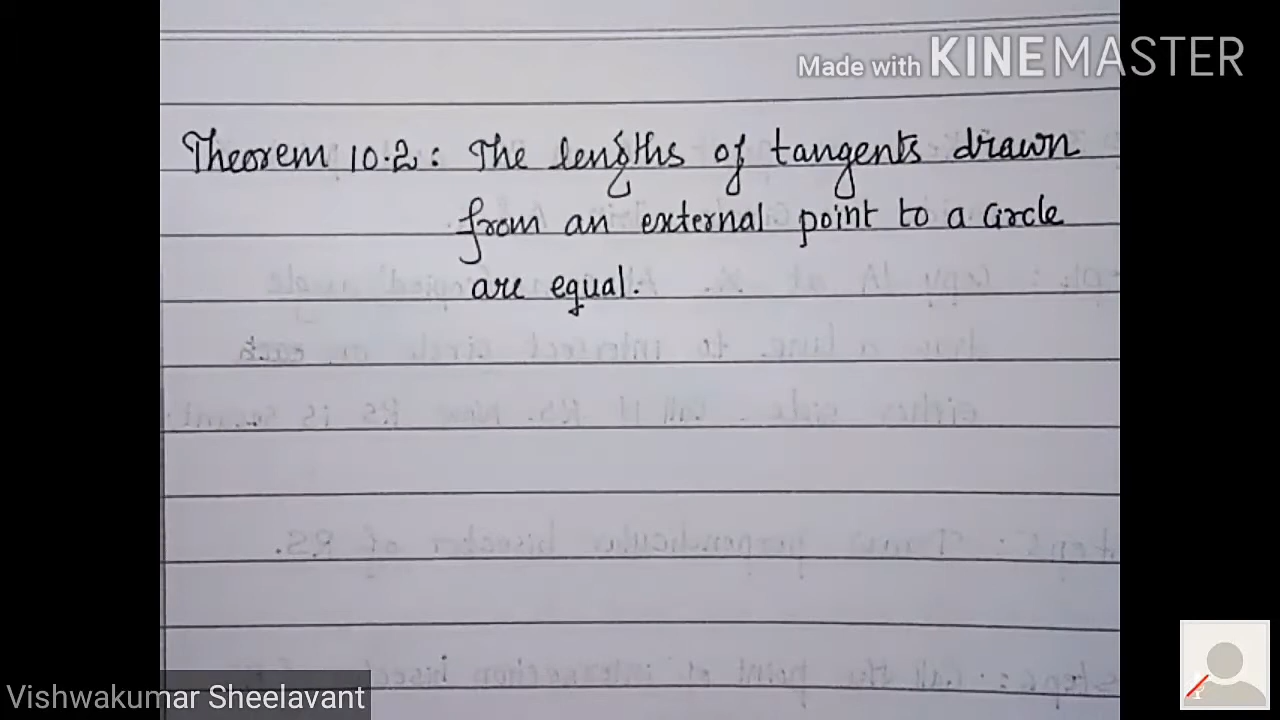 Made with KINEMASTER
Theorem 10.2: The lengths of tangents drawn
from an external point to a circle
are equal.
Vishwakumar Sheelavant